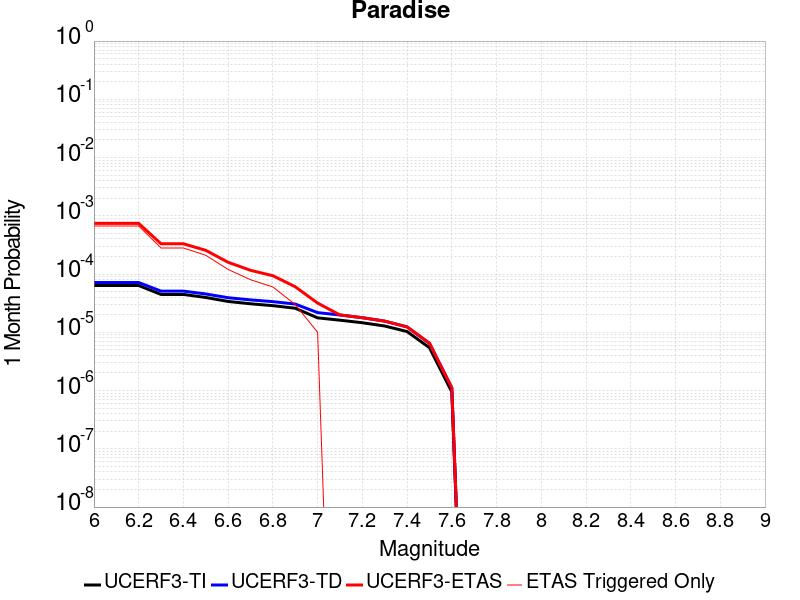 Paradise
10^0
10^-1
10^-2
10^-3
10^-4
10^-5
10^-6
10^-7
10^-8
1 Month Probability
6 6.2 6.4 6.6 6.8 7 7.2 7.4 7.6 7.8 8 8.2 8.4 8.6 8.8 9
Magnitude
UCERF3-TI UCERF3-TD UCERF3-ETAS ETAS Triggered Only